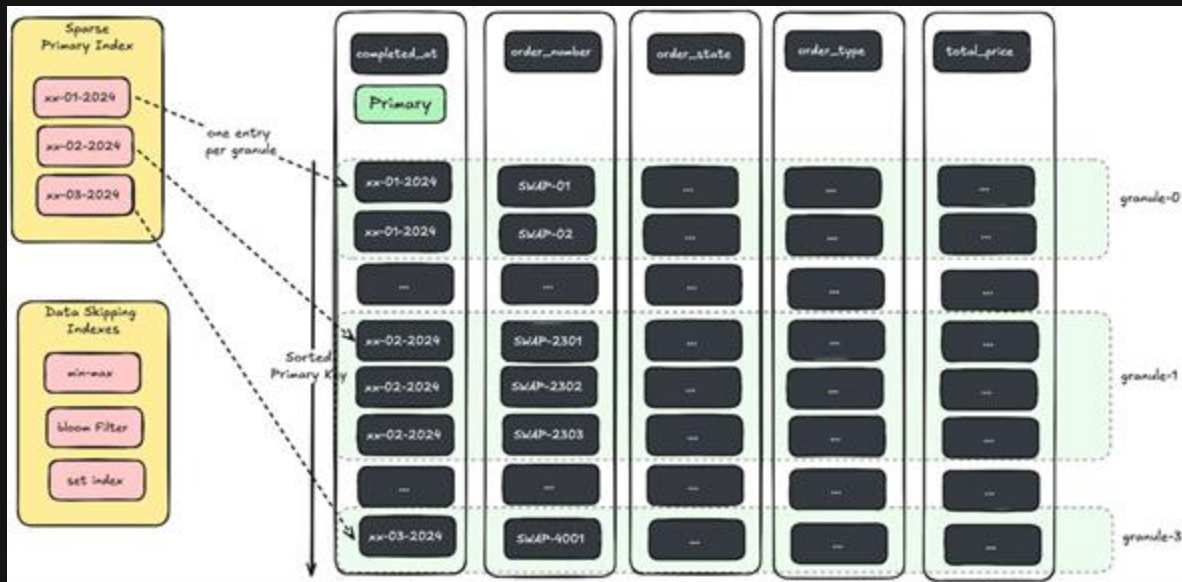 Sparse
Primary Index
xx-01-2024
xx-02-2024
xx-03-2024
Data Skipping
Indexes
min-max
bloom Filter
set index
one entry
per granule
Sorted
Primary Key
completed_at
order_number
order_state
order_type
total_price
Primary
xx-01-2024
SWAP-01
...
...
...
xx-01-2024
SWAP-02
...
...
...
granule-0
...
...
...
...
...
xx-02-2024
SWAP-2301
...
...
...
xx-02-2024
SWAP-2302
...
...
...
granule-1
xx-02-2024
SWAP-2303
...
...
...
...
...
...
...
...
xx-03-2024
SWAP-4001
...
...
...
granule-3